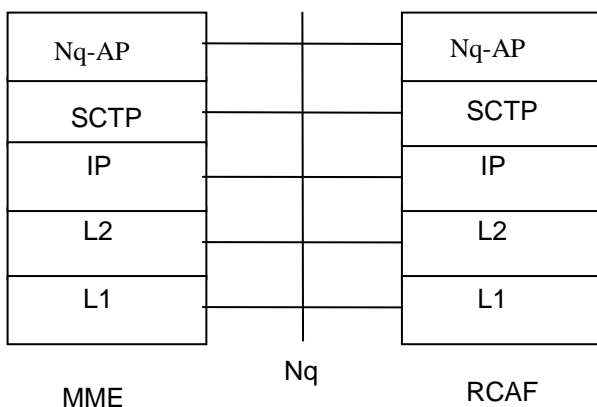 Nq-AP Nq-AP
SCTP SCTP
IP IP
L2 L2
L1 L1
Nq
MME RCAF